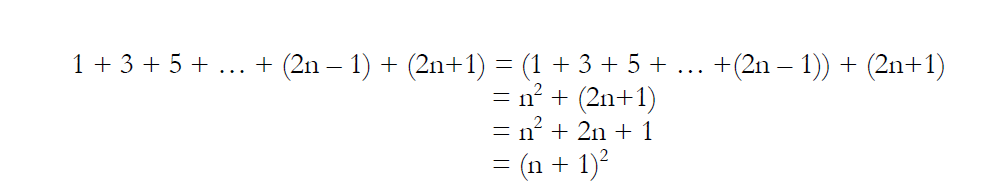 1 + 3 + 5 + … + (2n – 1) + (2n+1) = (1 + 3 + 5 + … +(2n – 1)) + (2n+1)
= n² + (2n+1)
= n² + 2n + 1
= (n + 1)²